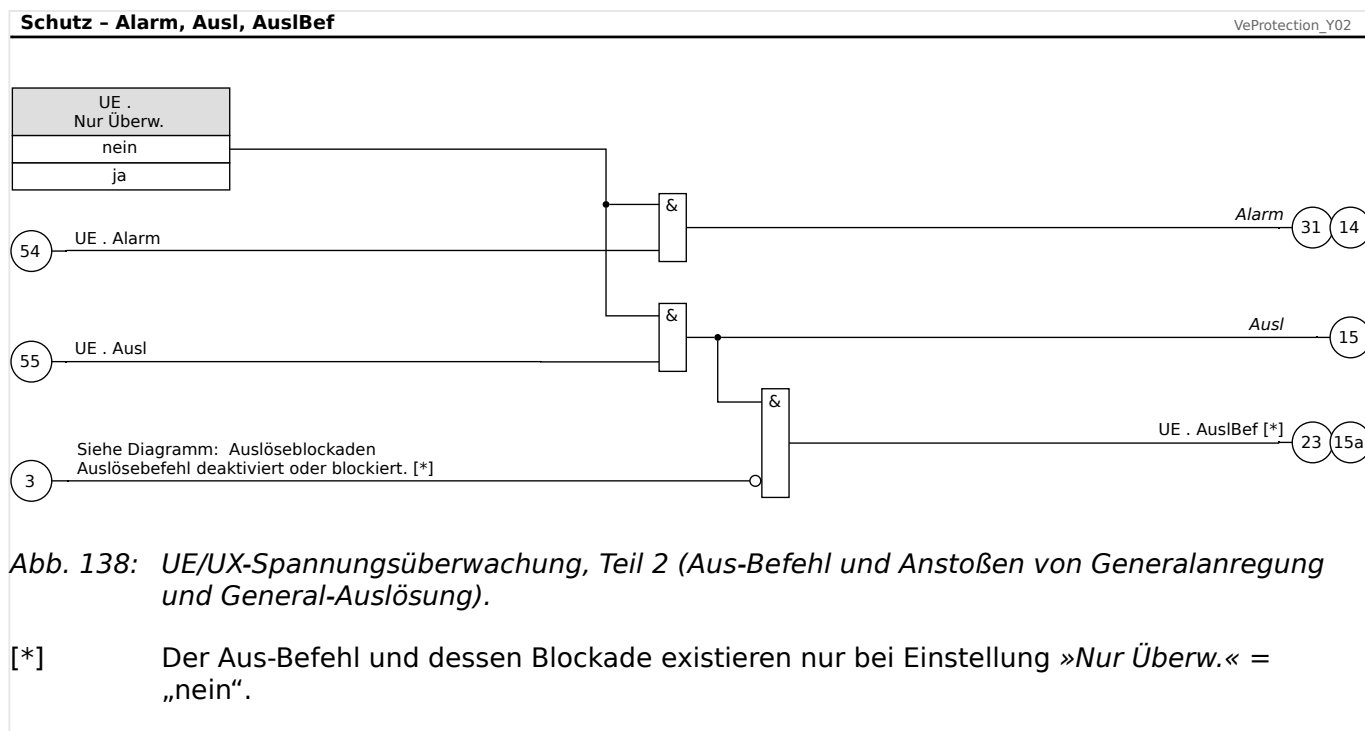 Schutz – Alarm, Ausl, AuslBef
VeProtection_Y02
UE .
Nur Überw.
nein
ja
&
Alarm
31
14
54
UE . Alarm
&
Ausl
15
55
UE . Ausl
&
UE . AuslBef [*]
23
15a
Siehe Diagramm: Auslöseblockaden
Auslösebefehl deaktiviert oder blockiert. [*]
3
Abb. 138: UE/UX-Spannungsüberwachung, Teil 2 (Aus-Befehl und Anstoßen von Generalanregung
und General-Auslösung).
[*] Der Aus-Befehl und dessen Blockade existieren nur bei Einstellung »Nur Überw.« =
„nein“.